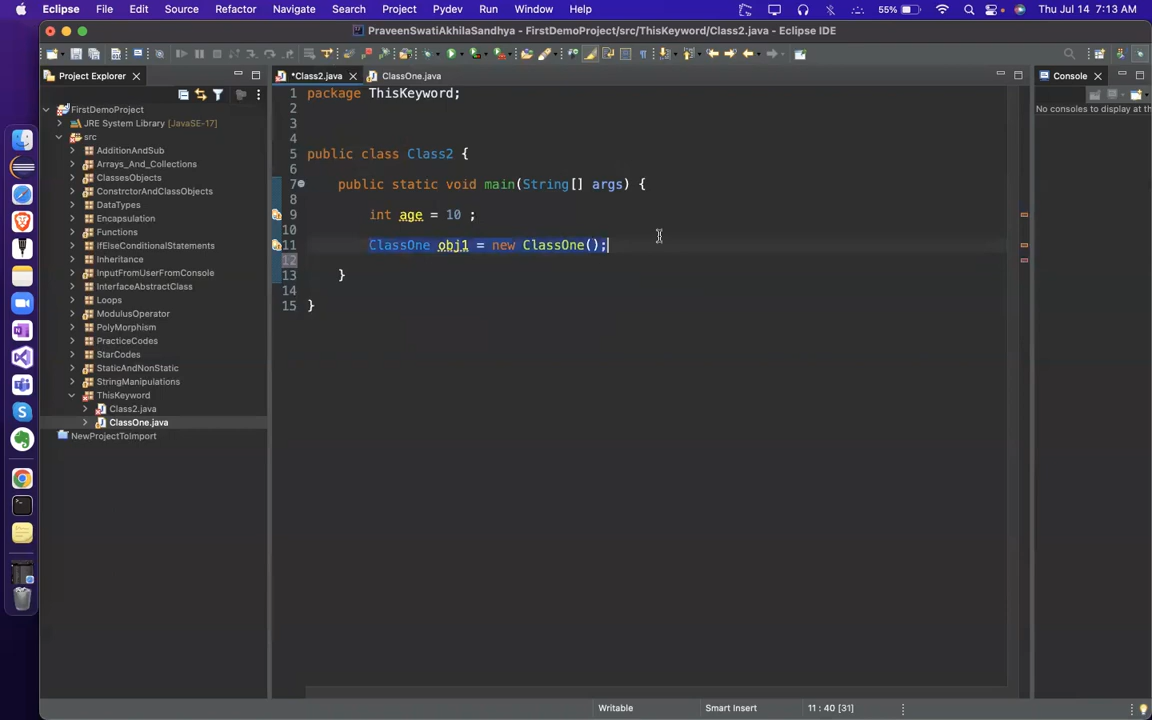 Eclipse File Edit Source Refactor Navigate Search Project Pydev Run Window Help 55% Thu Jul 14 7:13 AM
PraveenSwatiAkhilaSandhya - FirstDemoProject/src/ThisKeyword/Class2.java - Eclipse IDE
Project Explorer
FirstDemoProject
JRE System Library [JavaSE-17]
src
AdditionAndSub
Arrays_And_Collections
ClassesObjects
ConstrctorAndClassObjects
DataTypes
Encapsulation
Functions
IfElseConditionalStatements
Inheritance
InputFromUserFromConsole
InterfaceAbstractClass
Loops
ModulusOperator
PolyMorphism
PracticeCodes
StarCodes
StaticAndNonStatic
StringManipulations
ThisKeyword
Class2.java
ClassOne.java
NewProjectToImport
*Class2.java ClassOne.java
1 package ThisKeyword;
2
3
4
5 public class Class2 {
6
7 public static void main(String[] args) {
8
9 int age = 10 ;
10
11 ClassOne obj1 = new ClassOne();
12
13 }
14
15 }
Console
No consoles to display at th
Writable Smart Insert 11 : 40 [31]